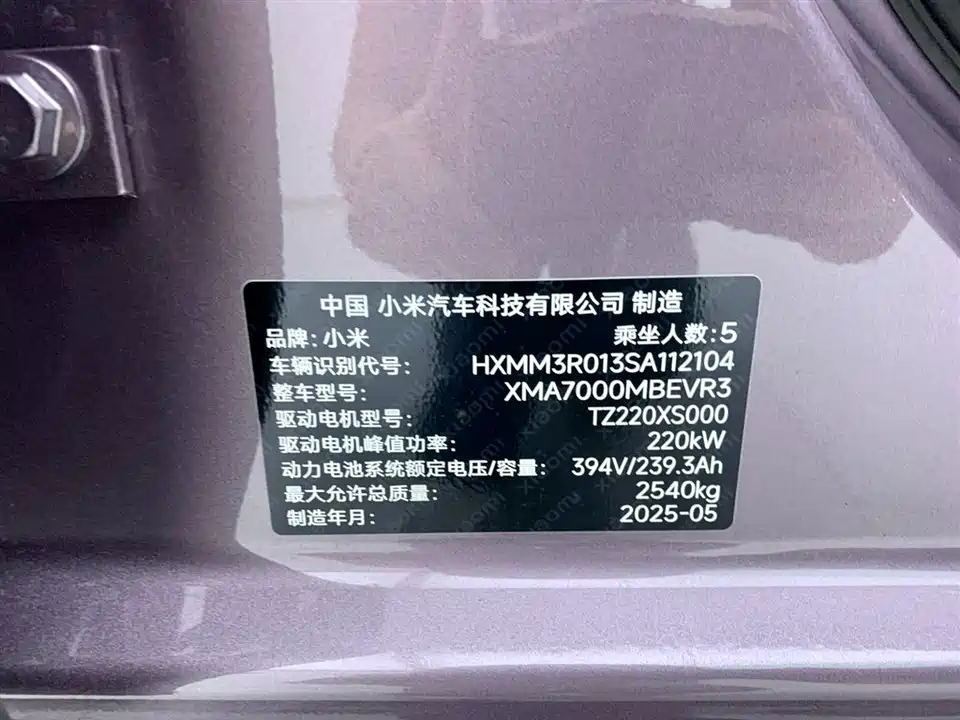 中国 小米汽车科技有限公司 制造
品牌:小米 乘坐人数:5
车辆识别代号: HXMM3R013SA112104
整车型号: XMA7000MBEVR3
驱动电机型号: TZ220XS000
驱动电机峰值功率: 220kW
动力电池系统额定电压/容量: 394V/239.3Ah
最大允许总质量: 2540kg
制造年月: 2025-05